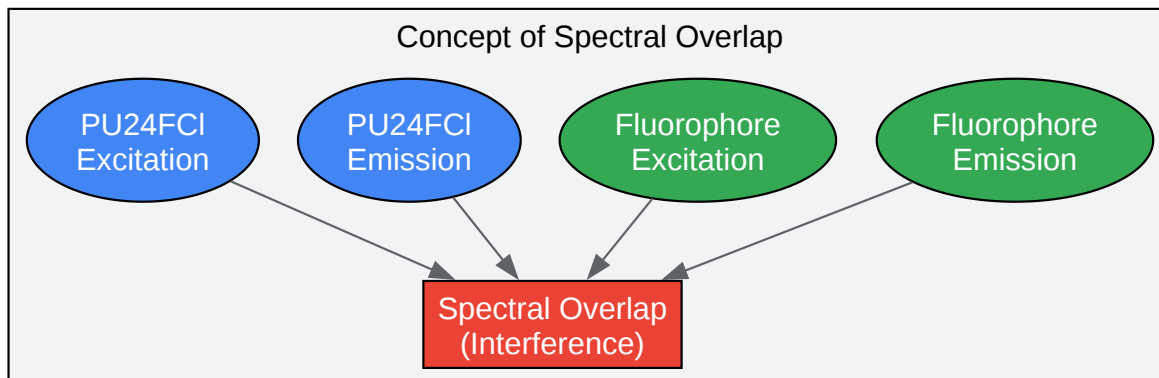 Concept of Spectral Overlap
PU24FCl
Excitation
PU24FCl
Emission
Fluorophore
Excitation
Fluorophore
Emission
Spectral Overlap
(Interference)